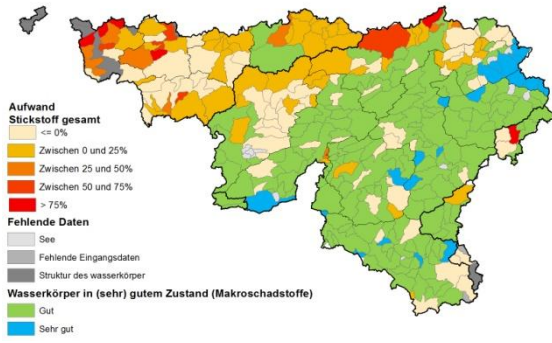 Aufwand
Stickstoff gesamt
<= 0%
Zwischen 0 und 25%
Zwischen 25 und 50%
Zwischen 50 und 75%
> 75%
Fehlende Daten
See
Fehlende Eingangsdaten
Struktur des wasserkörper
Wasserkörper in (sehr) gutem Zustand (Makroschadstoffe)
Gut
Sehr gut